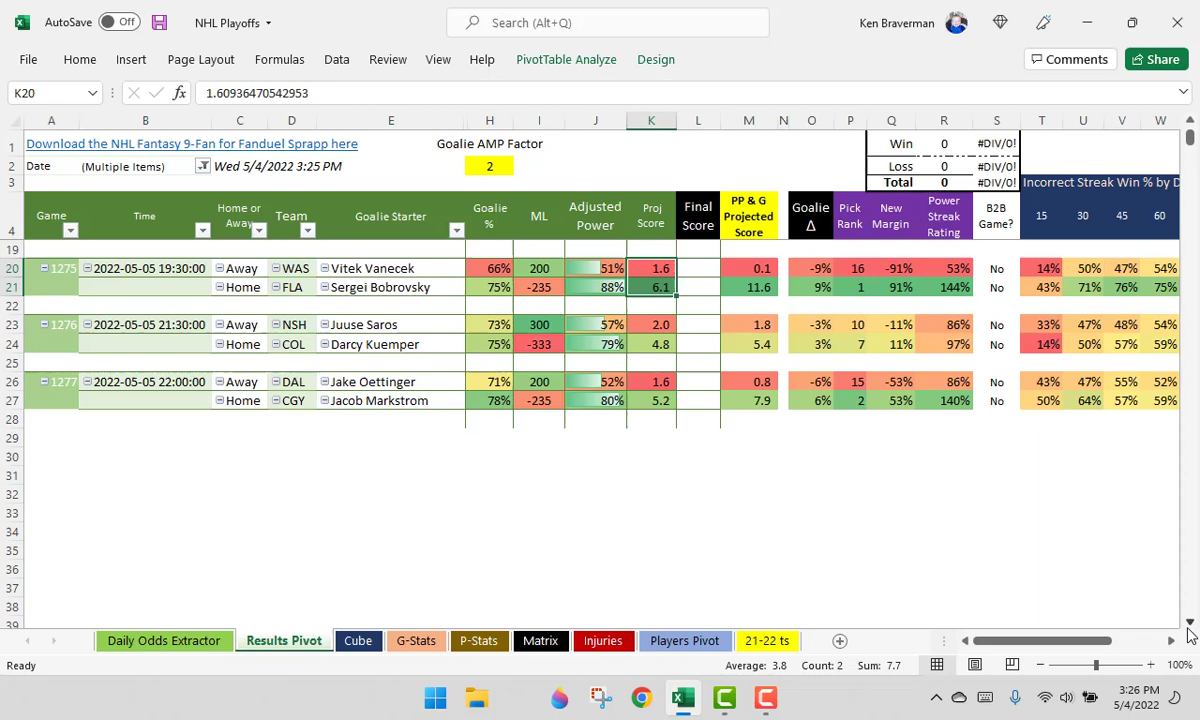 AutoSave Off NHL Playoffs Search (Alt+Q) Ken Braverman
File Home Insert Page Layout Formulas Data Review View Help PivotTable Analyze Design Comments Share
K20 fx 1.60936470542953
A B C D E H I J K L M N O P Q R S T U V W
1 Download the NHL Fantasy 9-Fan for Fanduel Sprapp here Goalie AMP Factor Win 0 #DIV/0!
2 Date (Multiple Items) Wed 5/4/2022 3:25 PM 2 Loss 0 #DIV/0!
3 Total 0 #DIV/0! Incorrect Streak Win % by D
4 Game Time Home or Away Team Goalie Starter Goalie % ML Adjusted Power Proj Score Final Score PP & G Projected Score Goalie Δ Pick Rank New Margin Power Streak Rating B2B Game? 15 30 45 60
19
20 1275 2022-05-05 19:30:00 Away WAS Vitek Vanecek 66% 200 51% 1.6 0.1 -9% 16 -91% 53% No 14% 50% 47% 54%
21 Home FLA Sergei Bobrovsky 75% -235 88% 6.1 11.6 9% 1 91% 144% No 43% 71% 76% 75%
22
23 1276 2022-05-05 21:30:00 Away NSH Juuse Saros 73% 300 57% 2.0 1.8 -3% 10 -11% 86% No 33% 47% 48% 54%
24 Home COL Darcy Kuemper 75% -333 79% 4.8 5.4 3% 7 11% 97% No 14% 50% 57% 59%
25
26 1277 2022-05-05 22:00:00 Away DAL Jake Oettinger 71% 200 52% 1.6 0.8 -6% 15 -53% 86% No 43% 47% 55% 52%
27 Home CGY Jacob Markstrom 78% -235 80% 5.2 7.9 6% 2 53% 140% No 50% 64% 57% 59%
28
29
30
31
32
33
34
35
36
37
38
39
Daily Odds Extractor Results Pivot Cube G-Stats P-Stats Matrix Injuries Players Pivot 21-22 ts
Ready Average: 3.8 Count: 2 Sum: 7.7 100%
3:26 PM
5/4/2022